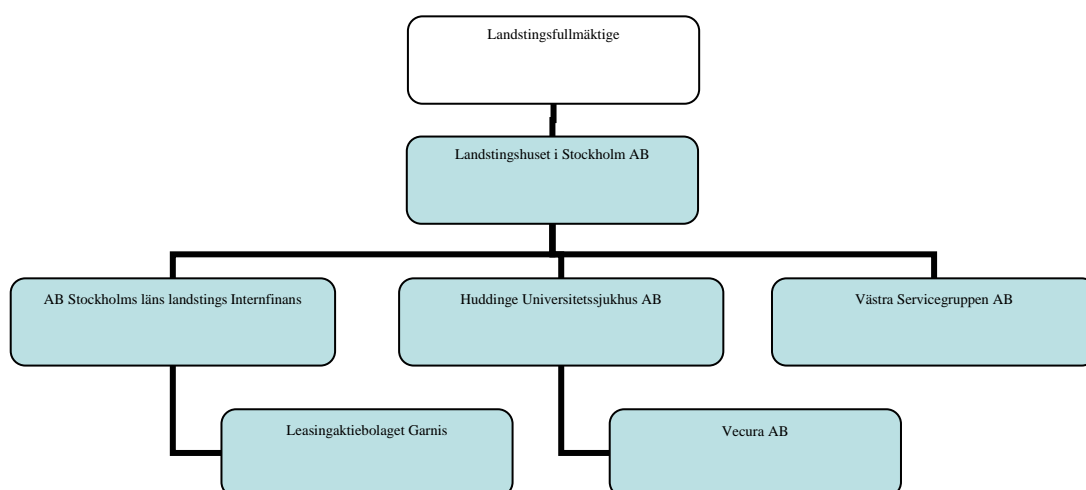 Landstingsfullmäktige
Landstingshuset i Stockholm AB
AB Stockholms läns landstings Internfinans
Huddinge Universitetssjukhus AB
Västra Servicegruppen AB
Leasingaktiebolaget Garnis
Vecura AB